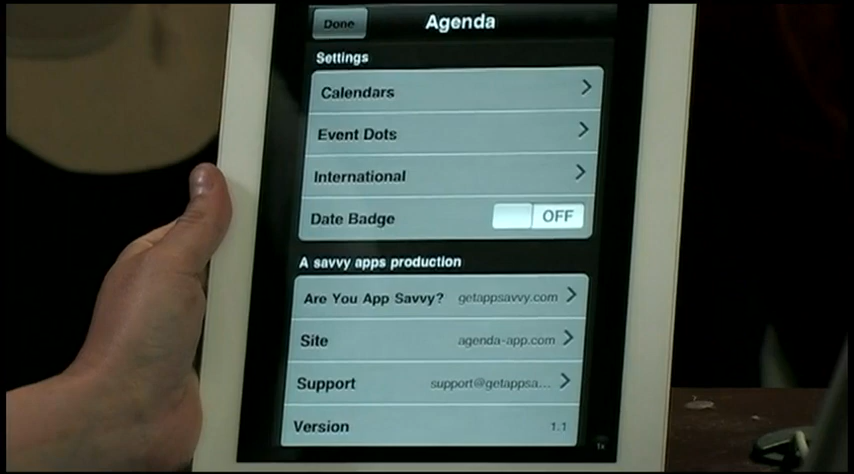 Done
Agenda
Settings
Calendars
Event Dots
International
Date Badge OFF
A savvy apps production
Are You App Savvy? getappsavvy.com
Site agenda-app.com
Support support@getappsa...
Version 1.1
1x